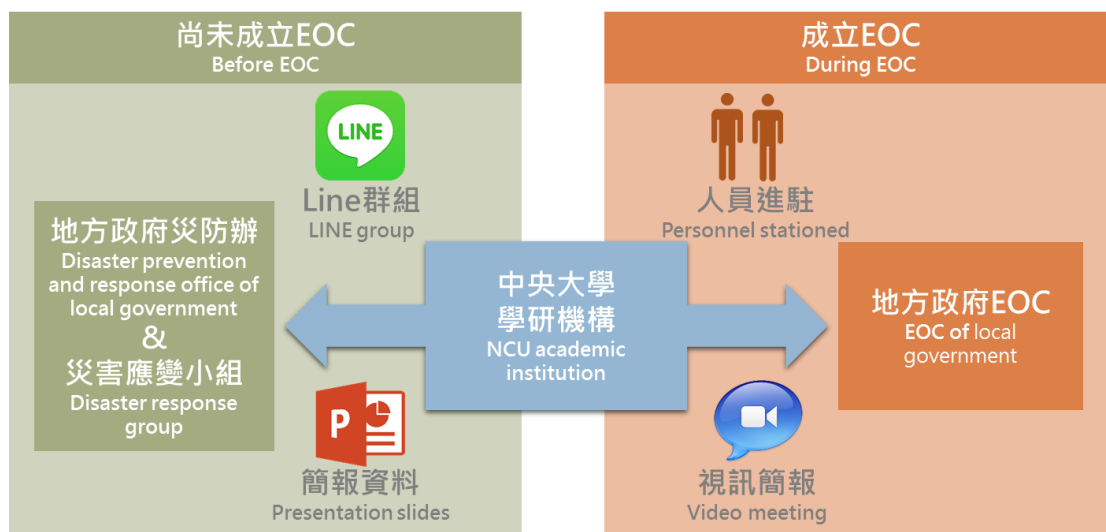 尚未成立EOC
Before EOC
LINE
Line群組
LINE group
地方政府災防辦
Disaster prevention
and response office of
local government
&
災害應變小組
Disaster response
group
P
簡報資料
Presentation slides
中央大學
學研機構
NCU academic
institution
成立EOC
During EOC
人員進駐
Personnel stationed
地方政府EOC
EOC of local
government
視訊簡報
Video meeting